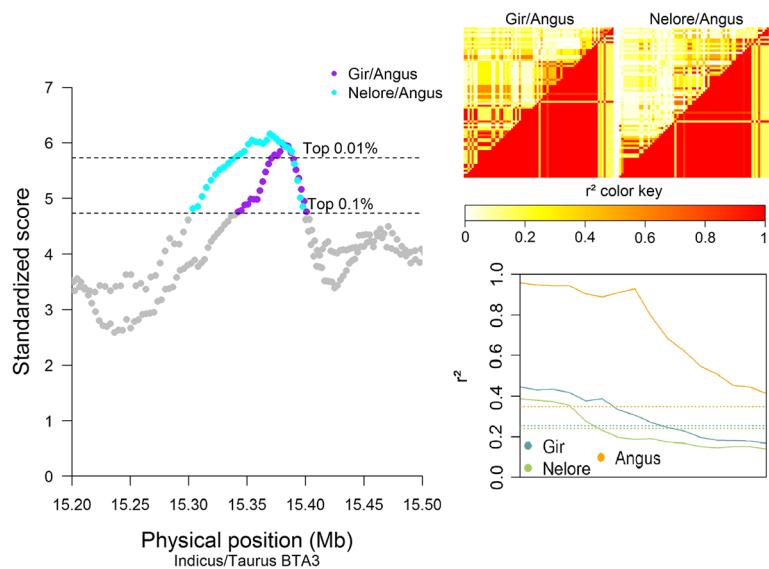 Gir/Angus
Nelore/Angus
Top 0.01%
Top 0.1%
Standardized score
7
6
5
4
3
2
1
0
15.20
15.25
15.30
15.35
15.40
15.45
15.50
Physical position (Mb)
Indicus/Taurus BTA3
Gir/Angus
Nelore/Angus
r² color key
0
0.2
0.4
0.6
0.8
1
r²
1.0
0.8
0.6
0.4
0.2
0.0
Gir
Nelore
Angus